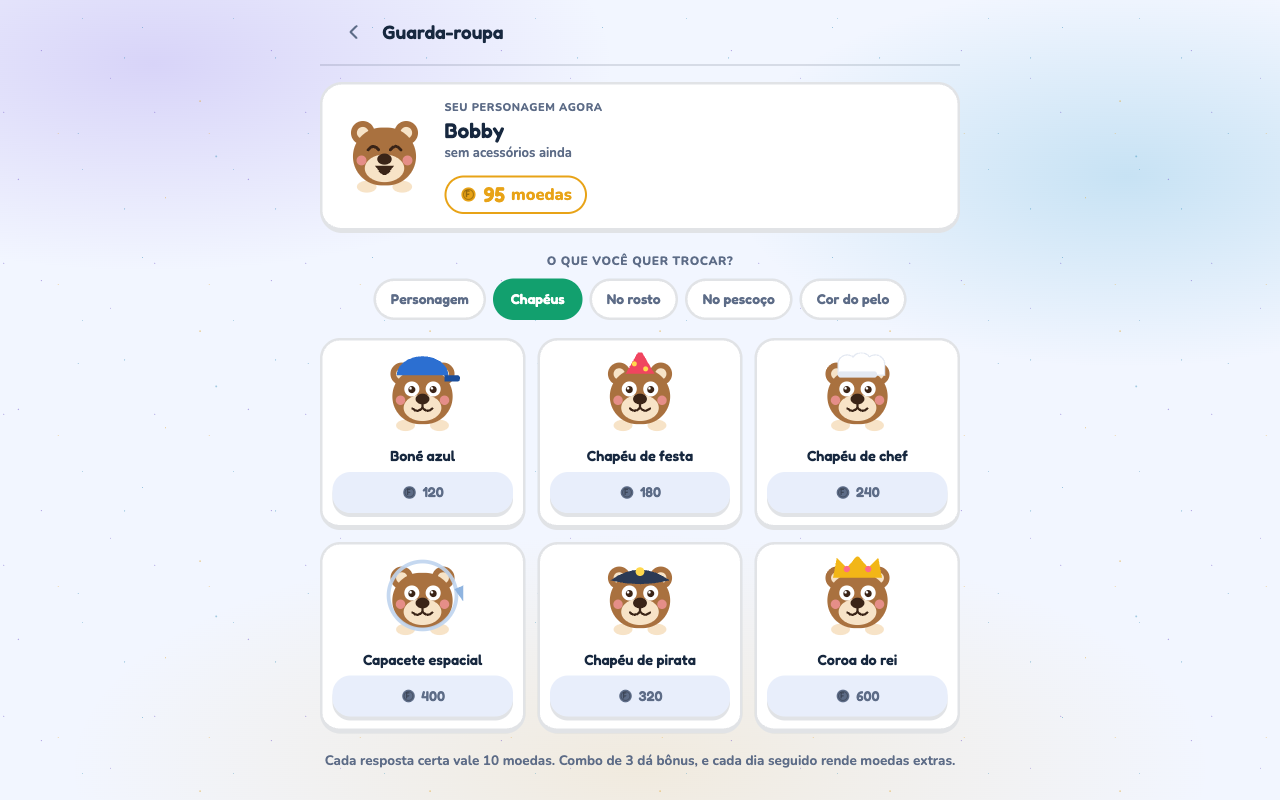 Guarda-roupa
SEU PERSONAGEM AGORA
Bobby
sem acessórios ainda
95 moedas
O QUE VOCÊ QUER TROCAR?
Personagem
Chapéus
No rosto
No pescoço
Cor do pelo
Boné azul
Chapéu de festa
Chapéu de chef
120
180
240
Capacete espacial
Chapéu de pirata
Coroa do rei
400
320
600
Cada resposta certa vale 10 moedas. Combo de 3 dá bônus, e cada dia seguido rende moedas extras.